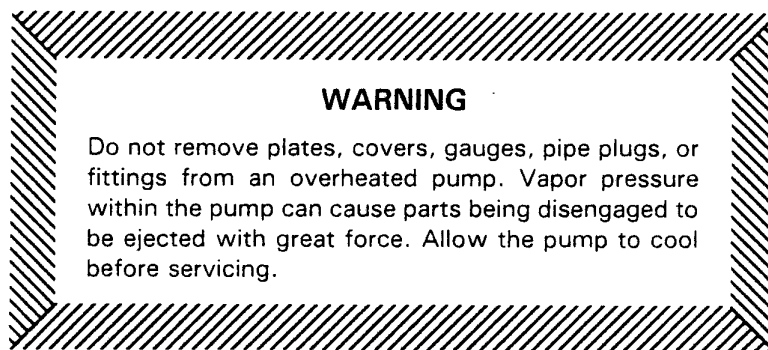 WARNING
Do not remove plates, covers, gauges, pipe plugs, or
fittings from an overheated pump. Vapor pressure
within the pump can cause parts being disengaged to
be ejected with great force. Allow the pump to cool
before servicing.